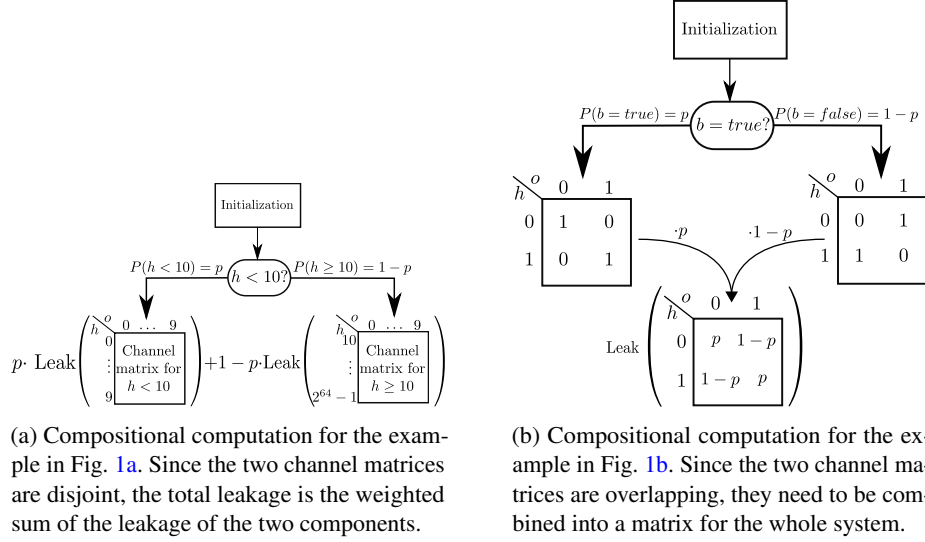 Initialization
P(h < 10) = p
h < 10?
P(h ≥ 10) = 1 − p
p· Leak
h o 0 ... 9
0
⋮
9
Channel
matrix for
h < 10
+1 − p·Leak
h o 0 ... 9
10
⋮
2^64 − 1
Channel
matrix for
h ≥ 10
(a) Compositional computation for the exam-
ple in Fig. 1a. Since the two channel matrices
are disjoint, the total leakage is the weighted
sum of the leakage of the two components.
Initialization
P(b = true) = p
b = true?
P(b = false) = 1 − p
h o 0 1
0 1 0
1 0 1
·p
·1 − p
h o 0 1
0 0 1
1 1 0
Leak
h o 0 1
0 p 1−p
1 1−p p
(b) Compositional computation for the ex-
ample in Fig. 1b. Since the two channel ma-
trices are overlapping, they need to be com-
bined into a matrix for the whole system.